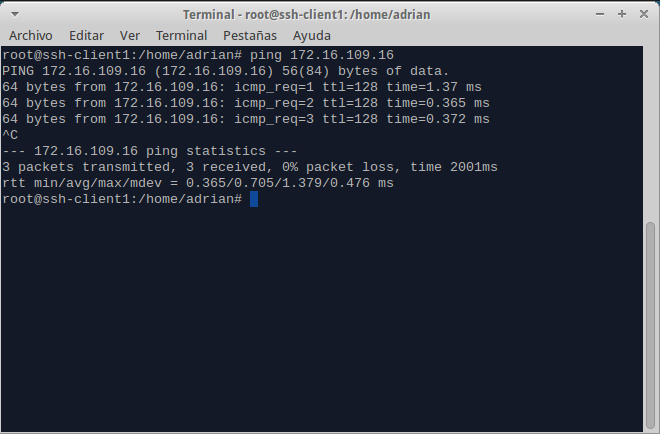 Terminal - root@ssh-client1: /home/adrian
Archivo Editar Ver Terminal Pestañas Ayuda
root@ssh-client1:/home/adrian# ping 172.16.109.16
PING 172.16.109.16 (172.16.109.16) 56(84) bytes of data.
64 bytes from 172.16.109.16: icmp_req=1 ttl=128 time=1.37 ms
64 bytes from 172.16.109.16: icmp_req=2 ttl=128 time=0.365 ms
64 bytes from 172.16.109.16: icmp_req=3 ttl=128 time=0.372 ms
^C
--- 172.16.109.16 ping statistics ---
3 packets transmitted, 3 received, 0% packet loss, time 2001ms
rtt min/avg/max/mdev = 0.365/0.705/1.379/0.476 ms
root@ssh-client1:/home/adrian#